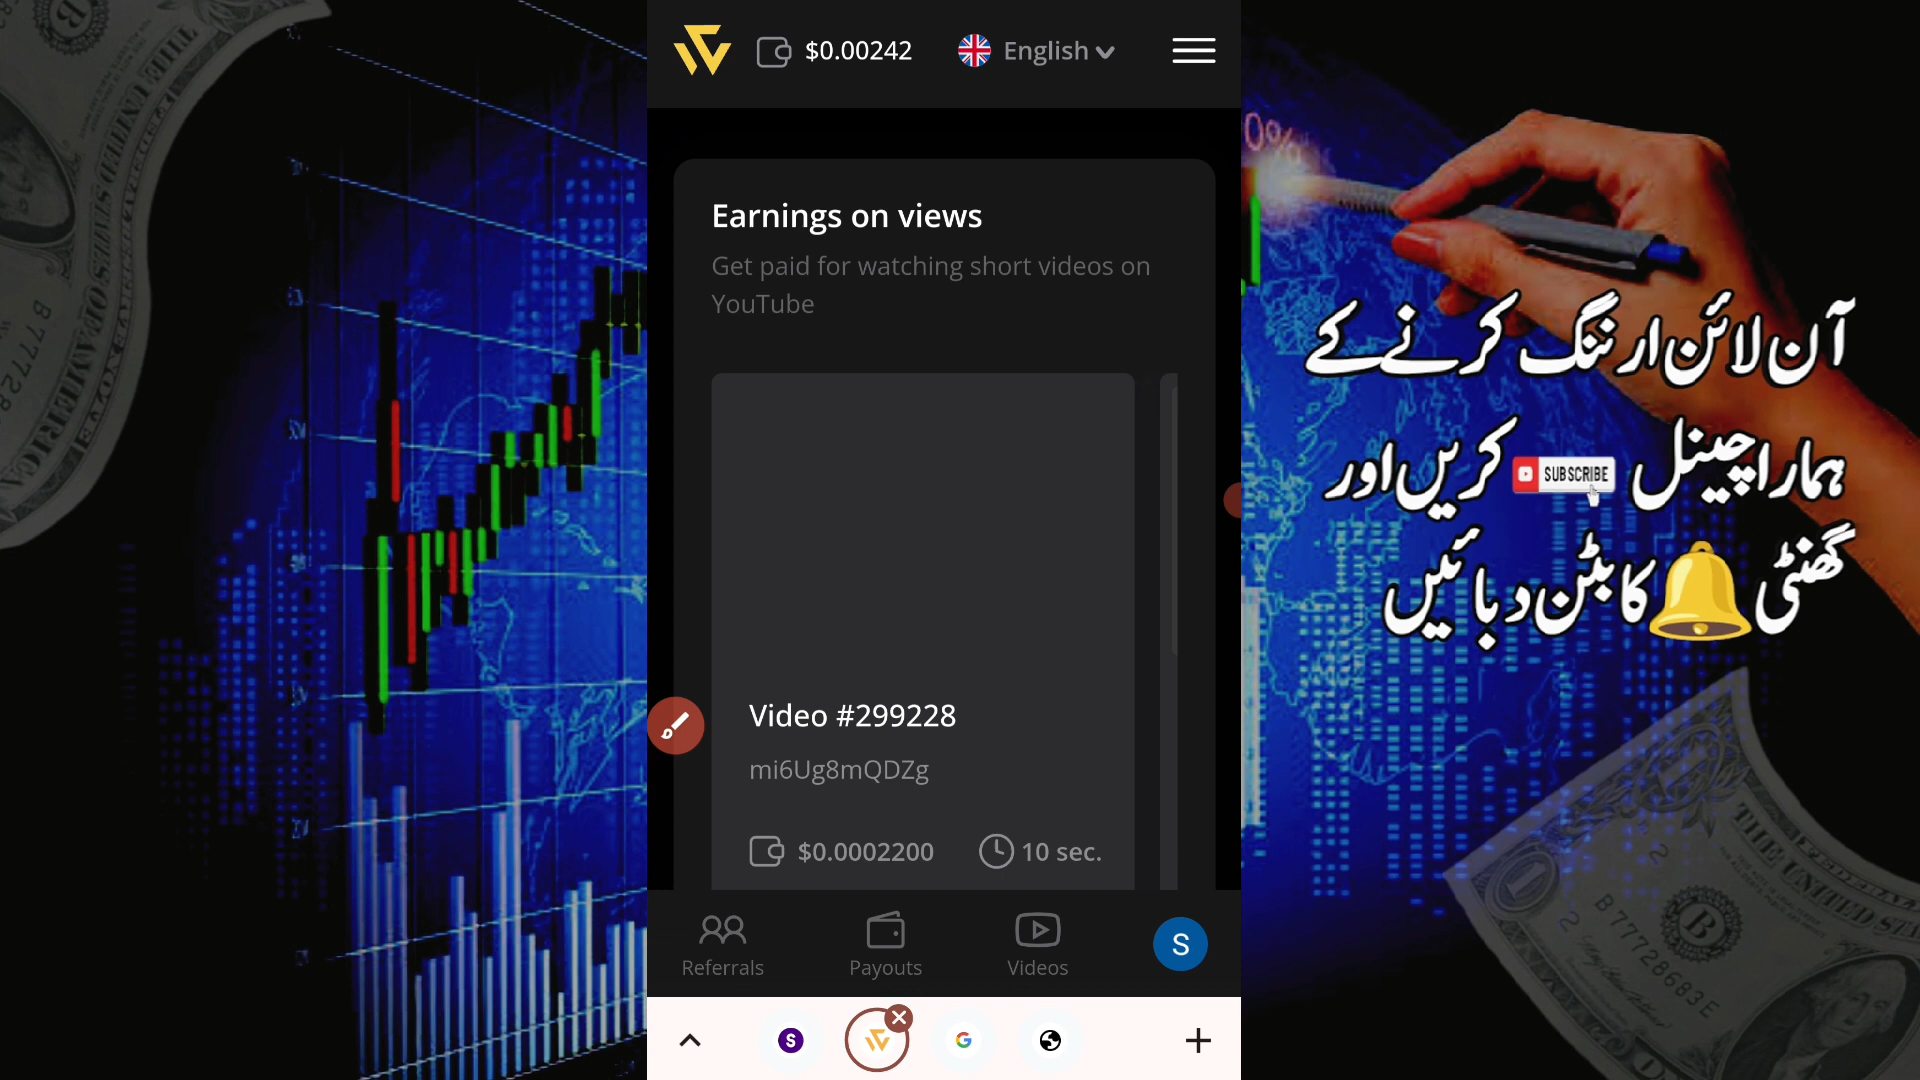 $0.00242
English
Earnings on views
Get paid for watching short videos on
YouTube
Video #299228
mi6Ug8mQDZg
$0.0002200
10 sec.
Referrals
Payouts
Videos
S
آن لائن ارننگ کرنے کے
ہمارا چینل SUBSCRIBE کریں اور
گھنٹی کا بٹن دبائیں
0%
B77728683E